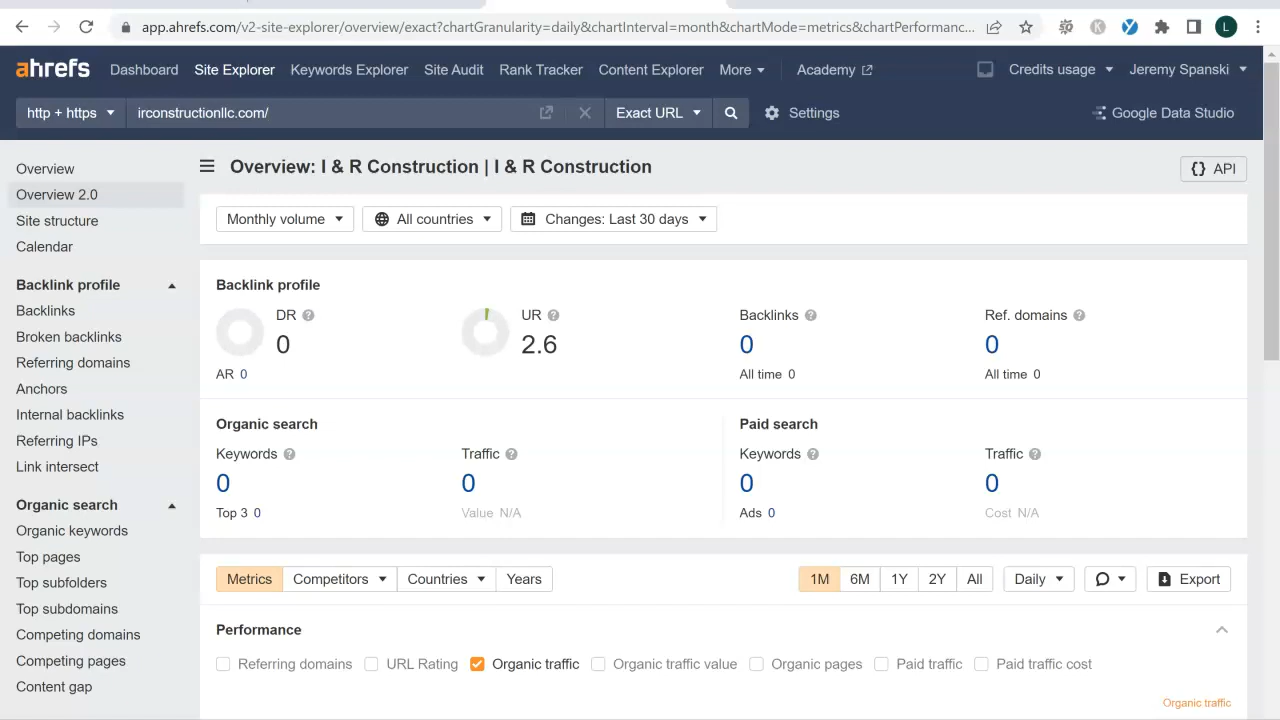 app.ahrefs.com/v2-site-explorer/overview/exact?chartGranularity=daily&chartInterval=month&chartMode=metrics&chartPerformanc...
K
L
ahrefs
Dashboard
Site Explorer
Keywords Explorer
Site Audit
Rank Tracker
Content Explorer
More
Academy
Credits usage
Jeremy Spanski
http + https
irconstructionllc.com/
Exact URL
Settings
Google Data Studio
Overview
Overview 2.0
Site structure
Calendar
Backlink profile
Backlinks
Broken backlinks
Referring domains
Anchors
Internal backlinks
Referring IPs
Link intersect
Organic search
Organic keywords
Top pages
Top subfolders
Top subdomains
Competing domains
Competing pages
Content gap
Overview: I & R Construction | I & R Construction
{} API
Monthly volume
All countries
Changes: Last 30 days
Backlink profile
DR ?
0
AR 0
UR ?
2.6
Backlinks ?
0
All time 0
Ref. domains ?
0
All time 0
Organic search
Keywords ?
0
Top 3 0
Traffic ?
0
Value N/A
Paid search
Keywords ?
0
Ads 0
Traffic ?
0
Cost N/A
Metrics
Competitors
Countries
Years
1M
6M
1Y
2Y
All
Daily
Export
Performance
Referring domains
URL Rating
Organic traffic
Organic traffic value
Organic pages
Paid traffic
Paid traffic cost
Organic traffic